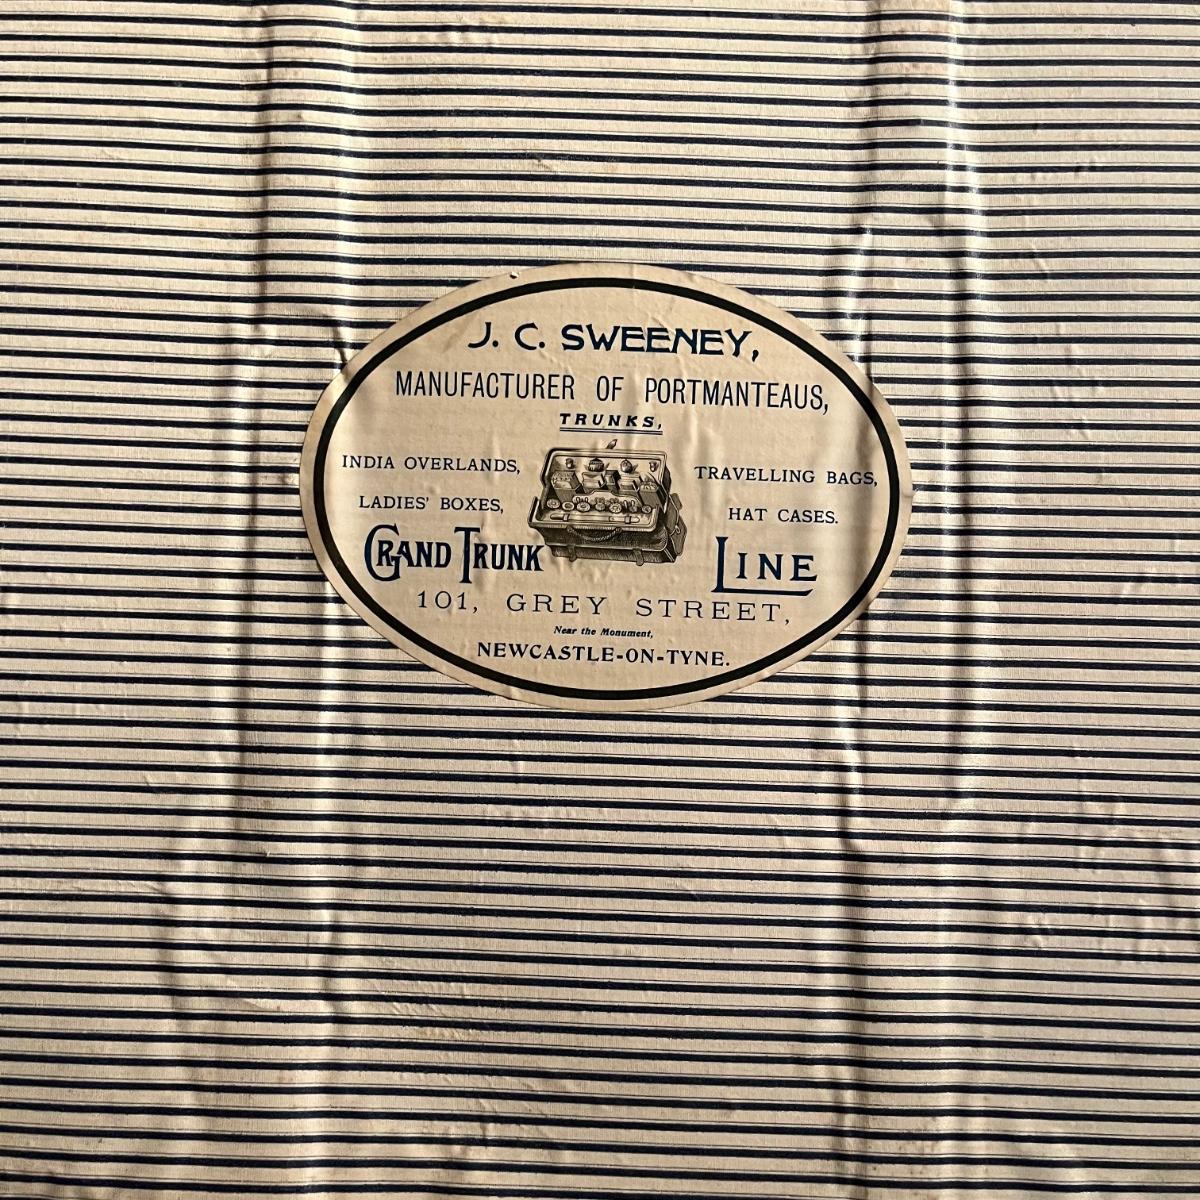 J. C. SWEENEY,
MANUFACTURER OF PORTMANTEAUS,
TRUNKS,
INDIA OVERLANDS,
TRAVELLING BAGS,
LADIES' BOXES,
HAT CASES.
GRAND TRUNK LINE
101, GREY STREET,
Near the Monument,
NEWCASTLE-ON-TYNE.